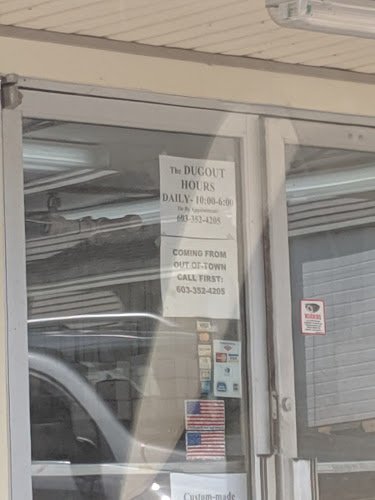 The DUGOUT
HOURS
DAILY- 10:00-6:00
603-352-4205
COMING FROM
OUT-OF-TOWN
CALL FIRST:
603-352-4205
Custom-made